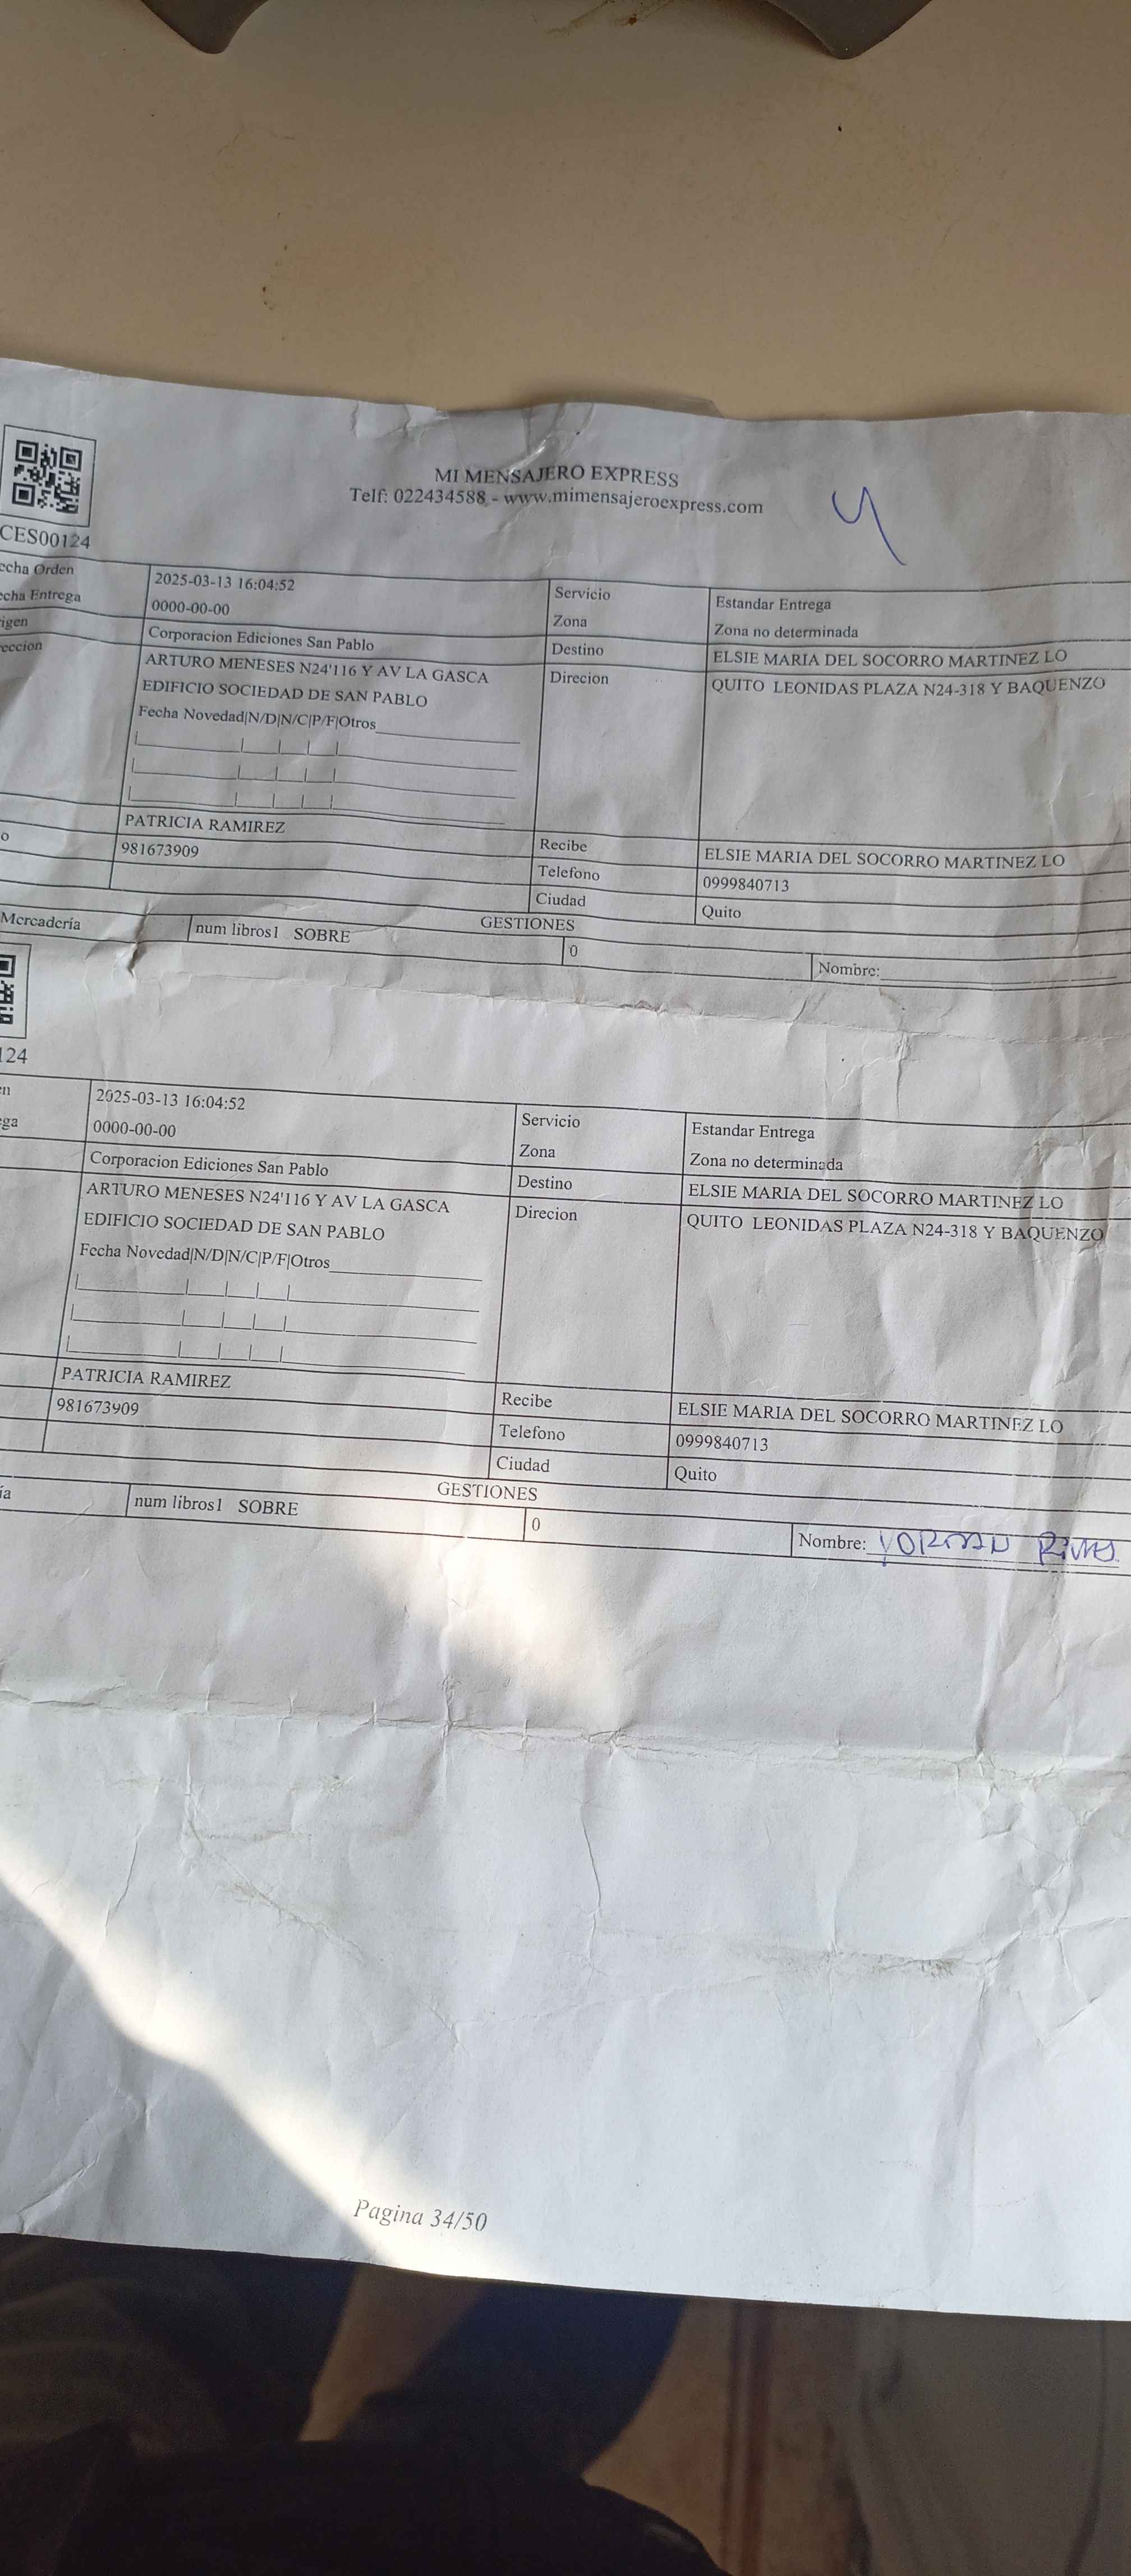 MI MENSAJERO EXPRESS
Telf: 022434588 - www.mimensajeroexpress.com
CES00124
echa Orden 2025-03-13 16:04:52 Servicio Estandar Entrega
echa Entrega 0000-00-00 Zona Zona no determinada
igen Corporacion Ediciones San Pablo Destino ELSIE MARIA DEL SOCORRO MARTINEZ LO
reccion ARTURO MENESES N24'116 Y AV LA GASCA Direcion QUITO LEONIDAS PLAZA N24-318 Y BAQUENZO
EDIFICIO SOCIEDAD DE SAN PABLO
Fecha Novedad|N/D|N/C|P/F|Otros
PATRICIA RAMIREZ Recibe ELSIE MARIA DEL SOCORRO MARTINEZ LO
o 981673909 Telefono 0999840713
Ciudad Quito
GESTIONES
Mercadería num libros1 SOBRE 0 Nombre:
124
en 2025-03-13 16:04:52 Servicio Estandar Entrega
ega 0000-00-00 Zona Zona no determinada
Corporacion Ediciones San Pablo Destino ELSIE MARIA DEL SOCORRO MARTINEZ LO
ARTURO MENESES N24'116 Y AV LA GASCA Direcion QUITO LEONIDAS PLAZA N24-318 Y BAQUENZO
EDIFICIO SOCIEDAD DE SAN PABLO
Fecha Novedad|N/D|N/C|P/F|Otros
PATRICIA RAMIREZ Recibe ELSIE MARIA DEL SOCORRO MARTINEZ LO
981673909 Telefono 0999840713
Ciudad Quito
GESTIONES
ía num libros1 SOBRE 0 Nombre:
Pagina 34/50